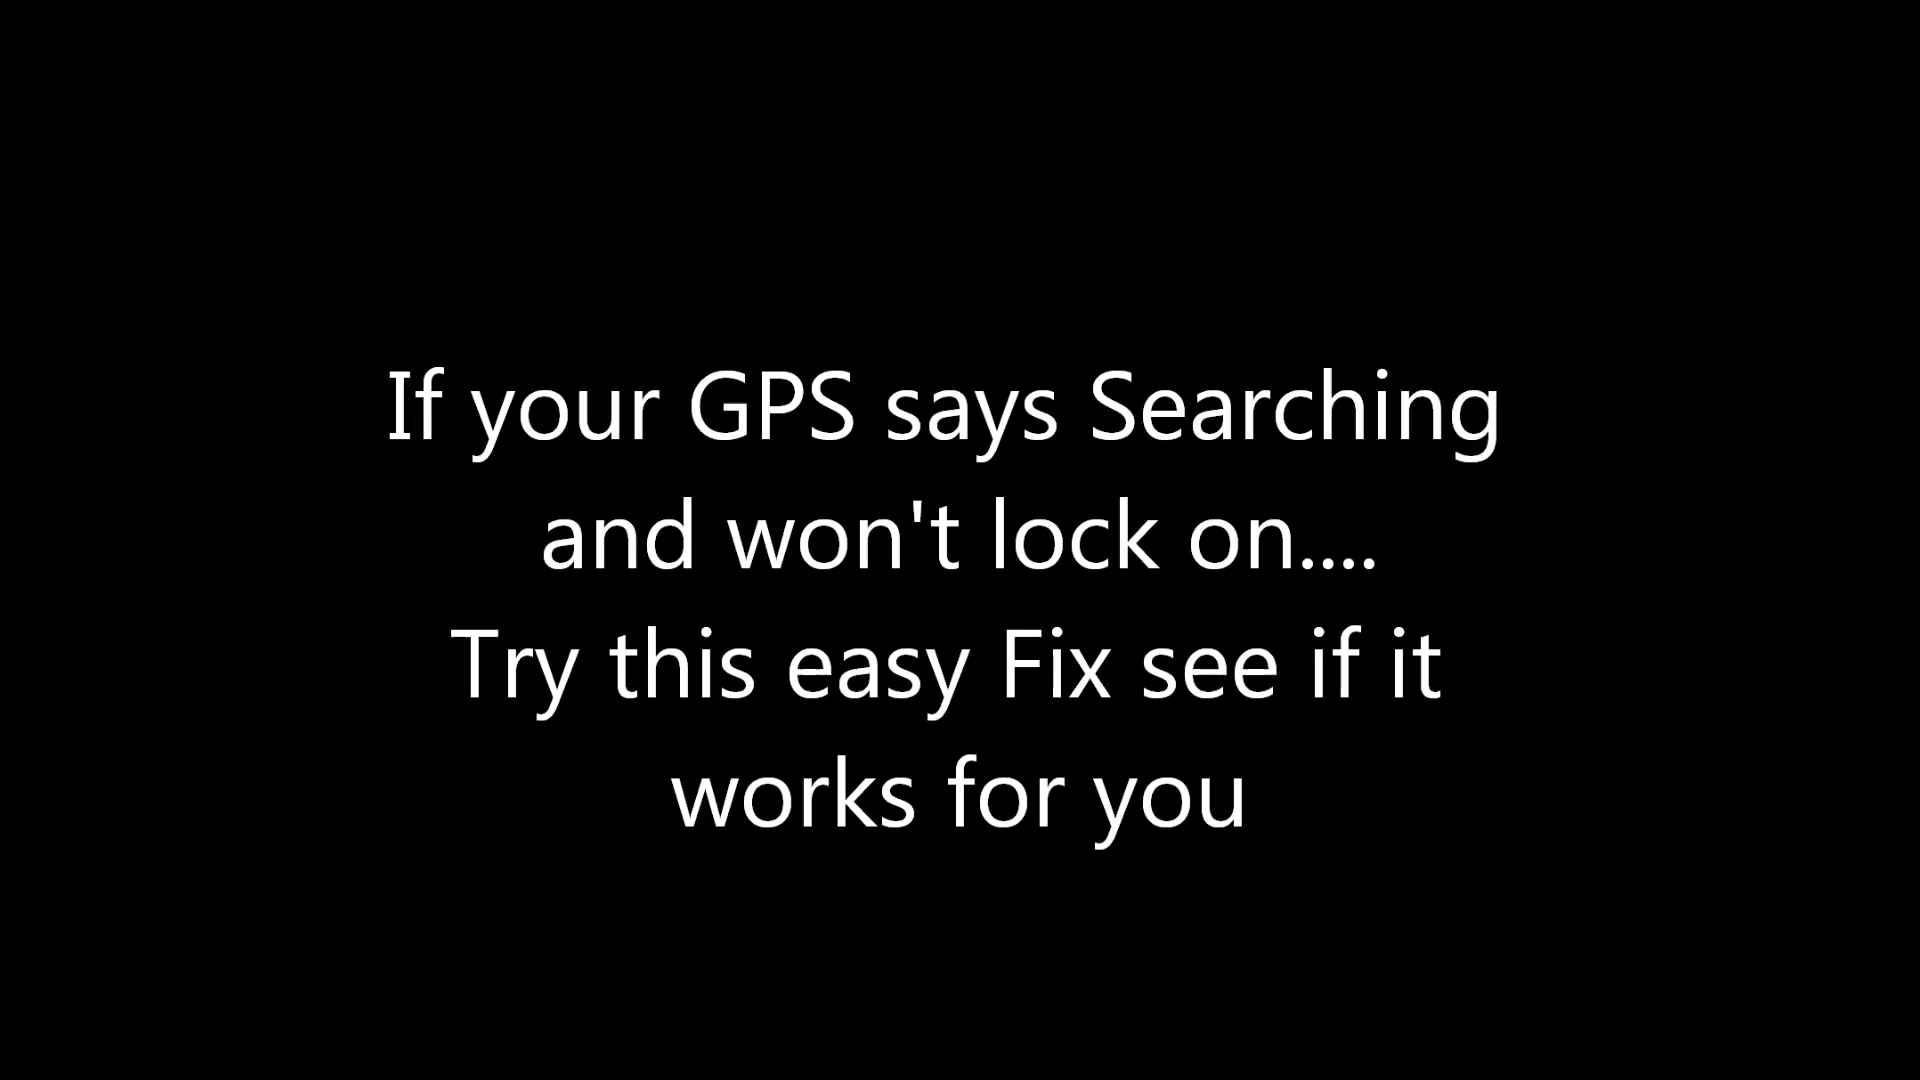 If your GPS says Searching
and won't lock on....
Try this easy Fix see if it
works for you